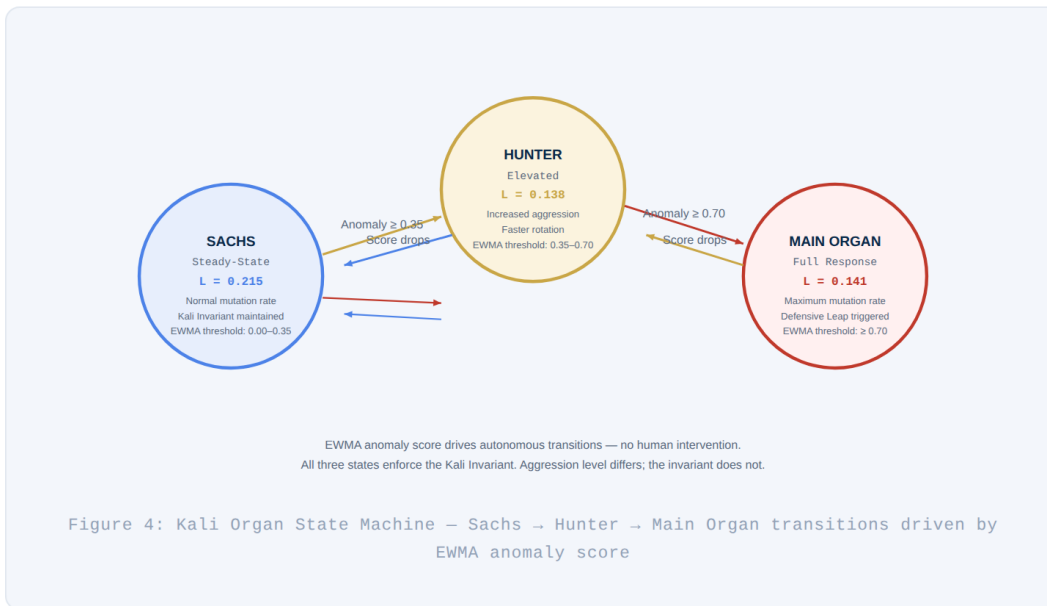 HUNTER
Elevated
L = 0.138
Increased aggression
Faster rotation
EWMA threshold: 0.35–0.70
SACHS
Steady-State
L = 0.215
Normal mutation rate
Kali Invariant maintained
EWMA threshold: 0.00–0.35
Anomaly ≥ 0.35
Score drops
Anomaly ≥ 0.70
Score drops
MAIN ORGAN
Full Response
L = 0.141
Maximum mutation rate
Defensive Leap triggered
EWMA threshold: ≥ 0.70
EWMA anomaly score drives autonomous transitions — no human intervention.
All three states enforce the Kali Invariant. Aggression level differs; the invariant does not.
Figure 4: Kali Organ State Machine — Sachs → Hunter → Main Organ transitions driven by
EWMA anomaly score